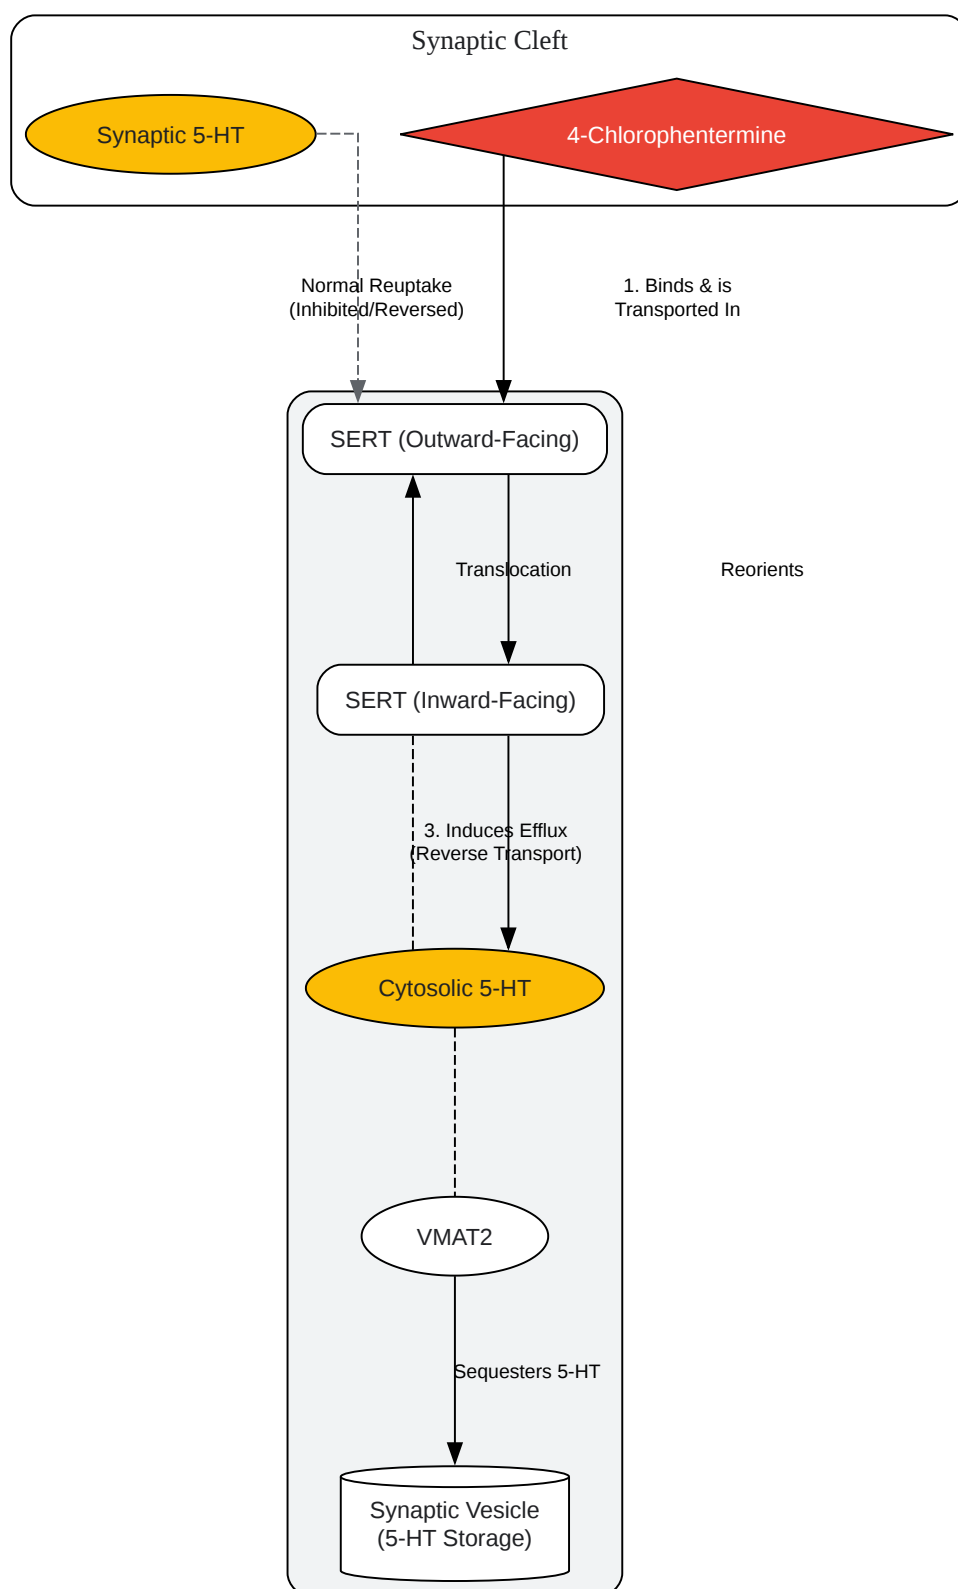 Synaptic Cleft
Synaptic 5-HT
4-Chlorophentermine
Normal Reuptake
(Inhibited/Reversed)
1. Binds & is
Transported In
SERT (Outward-Facing)
Translocation
Reorients
SERT (Inward-Facing)
3. Induces Efflux
(Reverse Transport)
Cytosolic 5-HT
VMAT2
Sequesters 5-HT
Synaptic Vesicle
(5-HT Storage)